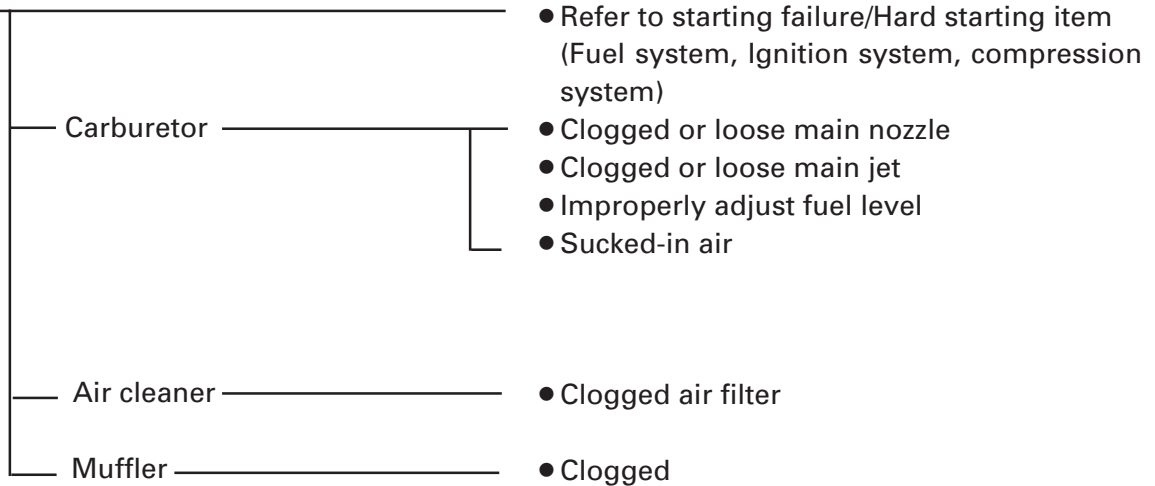 ● Refer to starting failure/Hard starting item
(Fuel system, Ignition system, compression
system)
Carburetor
● Clogged or loose main nozzle
● Clogged or loose main jet
● Improperly adjust fuel level
● Sucked-in air
Air cleaner
● Clogged air filter
Muffler
● Clogged